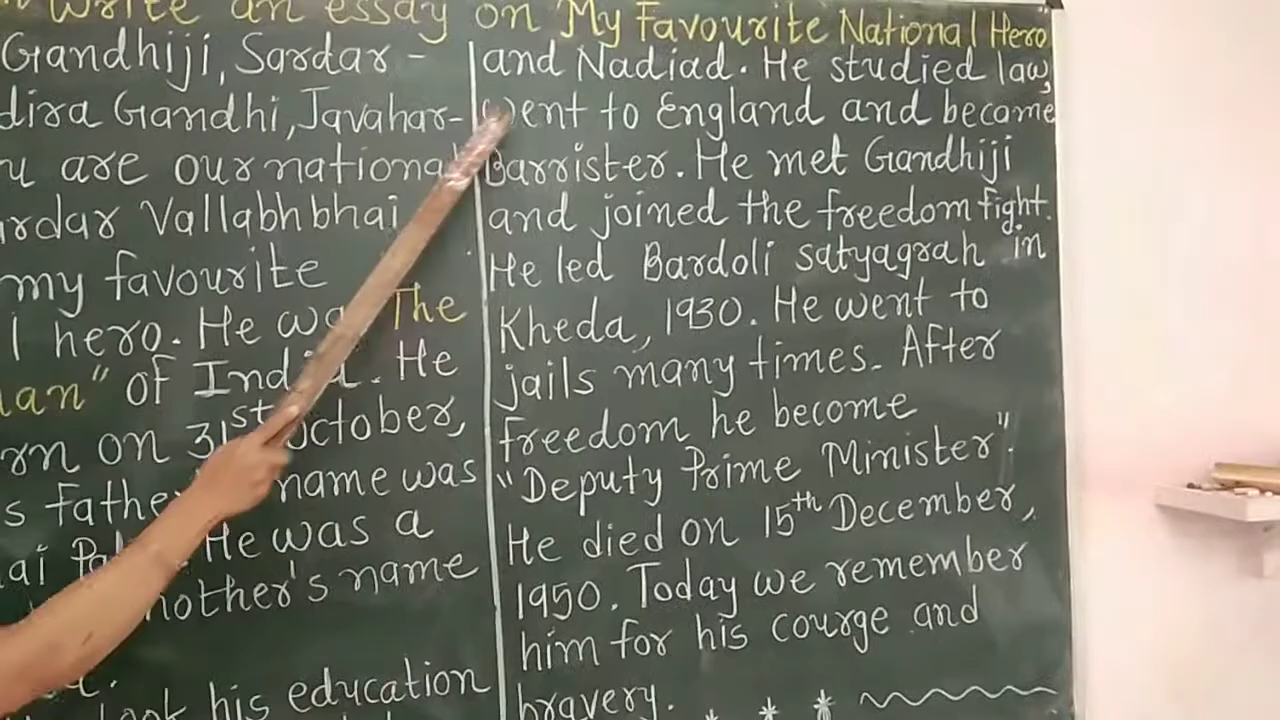 Write an essay on My Favourite National Hero
Gandhiji, Sardar -
dira Gandhi, Javahar-
u are our national
rdar Vallabhbhai
my favourite
l hero. He wa The
an" of India. He
rn on 31st October,
s father name was
ai Pa He was a
mother's name
took his education
and Nadiad. He studied law,
went to England and become
Barrister. He met Gandhiji
and joined the freedom fight.
He led Bardoli satyagrah in
Kheda, 1930. He went to
jails many times. After
freedom he become
"Deputy Prime Minister".
He died on 15th December,
1950. Today we remember
him for his courge and
bravery.